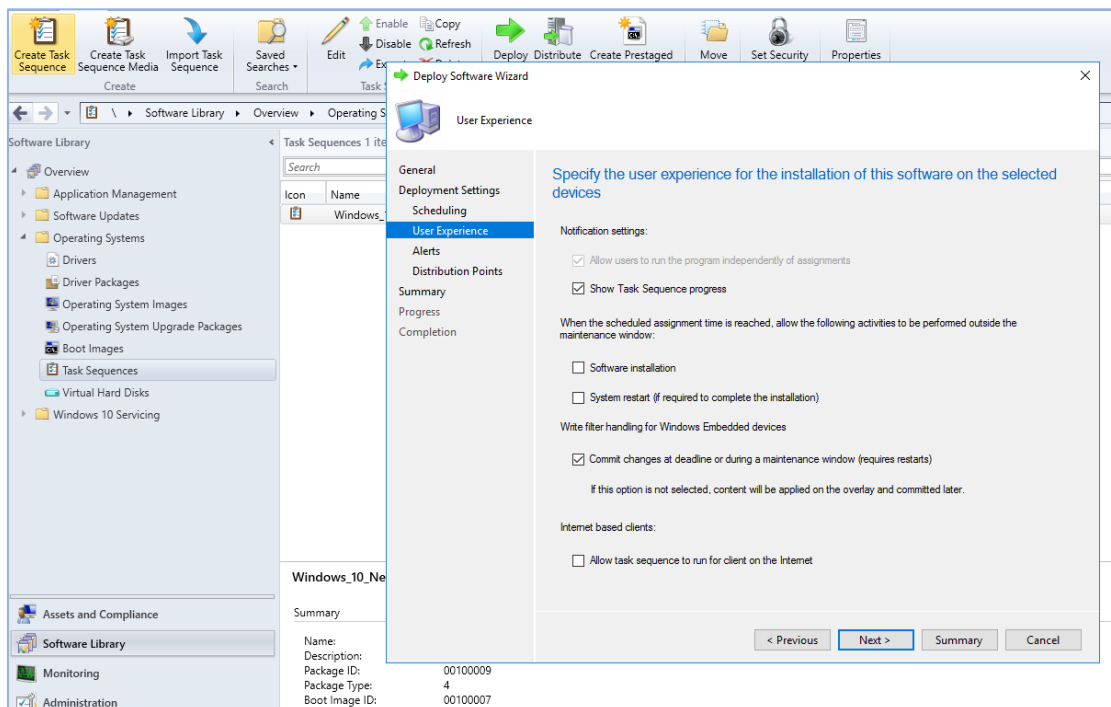 Create Task
Sequence
Create Task
Sequence Media
Import Task
Sequence
Create
Saved
Searches
Search
Edit
Enable
Copy
Disable
Refresh
Ex
Task
Deploy
Distribute
Create Prestaged
Move
Set Security
Properties
\ Software Library Overview Operating S
Software Library
Overview
Application Management
Software Updates
Operating Systems
Drivers
Driver Packages
Operating System Images
Operating System Upgrade Packages
Boot Images
Task Sequences
Virtual Hard Disks
Windows 10 Servicing
Assets and Compliance
Software Library
Monitoring
Administration
Task Sequences 1 ite
Search
Icon Name
Windows_
Windows_10_Ne
Summary
Name:
Description:
Package ID: 00100009
Package Type: 4
Boot Image ID: 00100007
Deploy Software Wizard
User Experience
General
Deployment Settings
Scheduling
User Experience
Alerts
Distribution Points
Summary
Progress
Completion
Specify the user experience for the installation of this software on the selected
devices
Notification settings:
Allow users to run the program independently of assignments
Show Task Sequence progress
When the scheduled assignment time is reached, allow the following activities to be performed outside the
maintenance window:
Software installation
System restart (if required to complete the installation)
Write filter handling for Windows Embedded devices
Commit changes at deadline or during a maintenance window (requires restarts)
If this option is not selected, content will be applied on the overlay and committed later.
Internet based clients:
Allow task sequence to run for client on the Internet
< Previous
Next >
Summary
Cancel